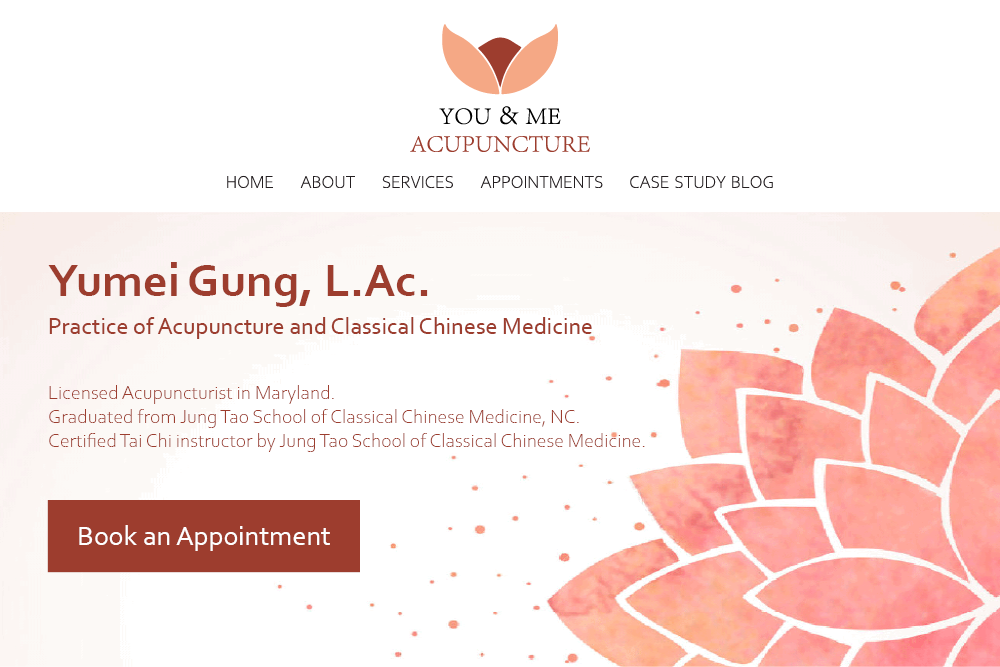 YOU & ME
ACUPUNCTURE
HOME ABOUT SERVICES APPOINTMENTS CASE STUDY BLOG
Yumei Gung, L.Ac.
Practice of Acupuncture and Classical Chinese Medicine
Licensed Acupuncturist in Maryland.
Graduated from Jung Tao School of Classical Chinese Medicine, NC.
Certified Tai Chi instructor by Jung Tao School of Classical Chinese Medicine.
Book an Appointment